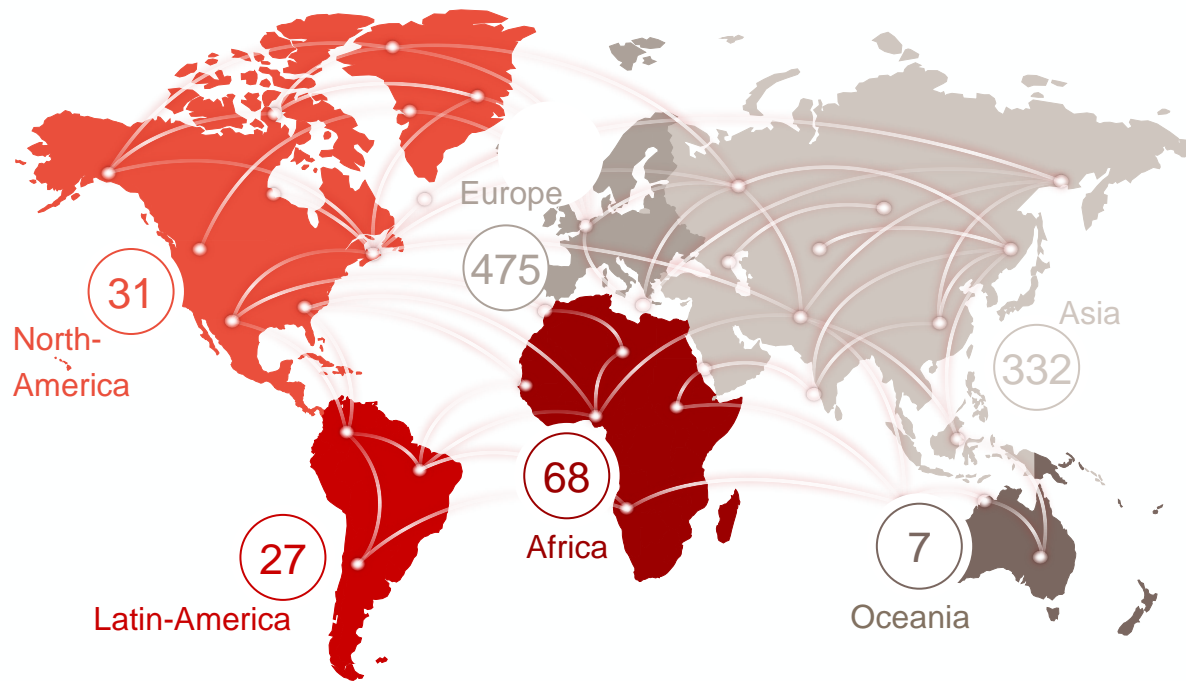 Europe
475
31
North-
America
Asia
332
68
Africa
27
Latin-America
7
Oceania